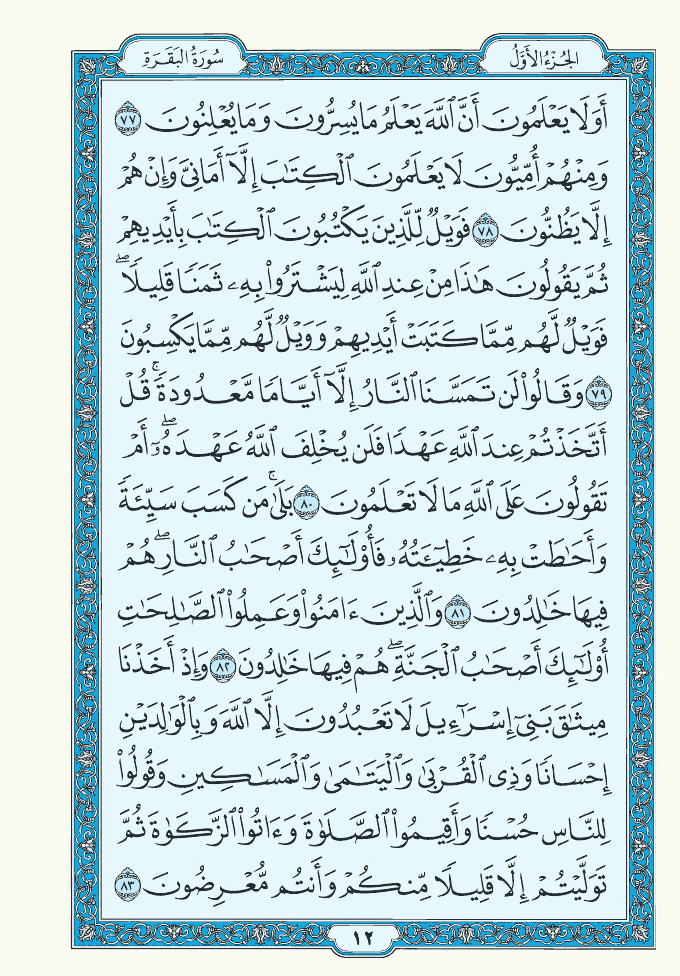 الجُزْءُ الأَوَّلُ
سُورَةُ البَقَرَةِ
أَوَلَا يَعْلَمُونَ أَنَّ ٱللَّهَ يَعْلَمُ مَا يُسِرُّونَ وَمَا يُعْلِنُونَ ٧٧
وَمِنْهُمْ أُمِّيُّونَ لَا يَعْلَمُونَ ٱلْكِتَٰبَ إِلَّآ أَمَانِىَّ وَإِنْ هُمْ
إِلَّا يَظُنُّونَ ٧٨ فَوَيْلٌ لِّلَّذِينَ يَكْتُبُونَ ٱلْكِتَٰبَ بِأَيْدِيهِمْ
ثُمَّ يَقُولُونَ هَٰذَا مِنْ عِندِ ٱللَّهِ لِيَشْتَرُوا۟ بِهِۦ ثَمَنًا قَلِيلًا ۖ
فَوَيْلٌ لَّهُم مِّمَّا كَتَبَتْ أَيْدِيهِمْ وَوَيْلٌ لَّهُم مِّمَّا يَكْسِبُونَ
٧٩ وَقَالُوا۟ لَن تَمَسَّنَا ٱلنَّارُ إِلَّآ أَيَّامًا مَّعْدُودَةً ۚ قُلْ
أَتَّخَذْتُمْ عِندَ ٱللَّهِ عَهْدًا فَلَن يُخْلِفَ ٱللَّهُ عَهْدَهُۥٓ ۖ أَمْ
تَقُولُونَ عَلَى ٱللَّهِ مَا لَا تَعْلَمُونَ ٨٠ بَلَىٰ ۚ مَن كَسَبَ سَيِّئَةً
وَأَحَٰطَتْ بِهِۦ خَطِيٓـَٔتُهُۥ فَأُو۟لَٰٓئِكَ أَصْحَٰبُ ٱلنَّارِ ۖ هُمْ
فِيهَا خَٰلِدُونَ ٨١ وَٱلَّذِينَ ءَامَنُوا۟ وَعَمِلُوا۟ ٱلصَّٰلِحَٰتِ
أُو۟لَٰٓئِكَ أَصْحَٰبُ ٱلْجَنَّةِ ۖ هُمْ فِيهَا خَٰلِدُونَ ٨٢ وَإِذْ أَخَذْنَا
مِيثَٰقَ بَنِىٓ إِسْرَٰٓءِيلَ لَا تَعْبُدُونَ إِلَّا ٱللَّهَ وَبِٱلْوَٰلِدَيْنِ
إِحْسَانًا وَذِى ٱلْقُرْبَىٰ وَٱلْيَتَٰمَىٰ وَٱلْمَسَٰكِينِ وَقُولُوا۟
لِلنَّاسِ حُسْنًا وَأَقِيمُوا۟ ٱلصَّلَوٰةَ وَءَاتُوا۟ ٱلزَّكَوٰةَ ثُمَّ
تَوَلَّيْتُمْ إِلَّا قَلِيلًا مِّنكُمْ وَأَنتُم مُّعْرِضُونَ ٨٣
١٢